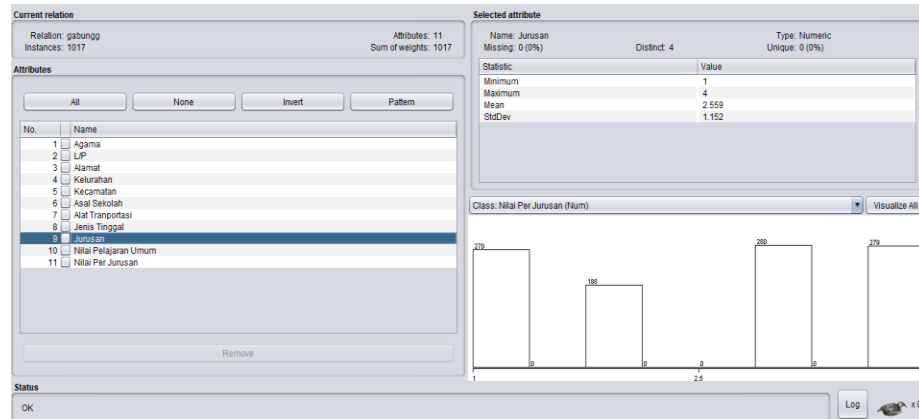 Current relation
Relation: gabungg
Attributes: 11
Instances: 1017
Sum of weights: 1017
Attributes
All
None
Invert
Pattern
No.
Name
1 Agama
2 L/P
3 Alamat
4 Kelurahan
5 Kecamatan
6 Asal Sekolah
7 Alat Tranportasi
8 Jenis Tinggal
9 Jurusan
10 Nilai Pelajaran Umum
11 Nilai Per Jurusan
Remove
Status
OK
Selected attribute
Name: Jurusan
Type: Numeric
Missing: 0 (0%)
Distinct: 4
Unique: 0 (0%)
Statistic
Value
Minimum
1
Maximum
4
Mean
2.559
StdDev
1.152
Class: Nilai Per Jurusan (Num)
Visualize All
270
188
280
279
0
0
0
0
1
2.5
Log